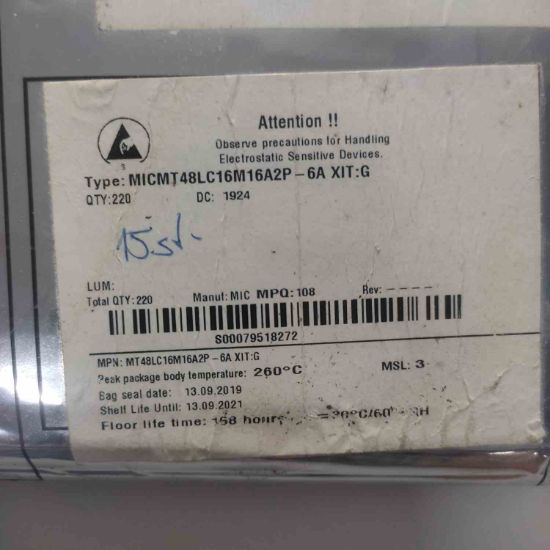 Attention !!
Observe precautions for Handling
Electrostatic Sensitive Devices.
3
Type: MICMT48LC16M16A2P-6A XIT:G
QTY:220 DC: 1924
15 st.
LUM:
Total QTY:220 Manuf: MIC MPQ: 108 Rev: ----
S00079518272
MPN: MT48LC16M16A2P-6A XIT:G
Peak package body temperature: 260°C MSL: 3
Bag seal date: 13.09.2019
Shelf Life Until: 13.09.2021
Floor life time: 168 hours